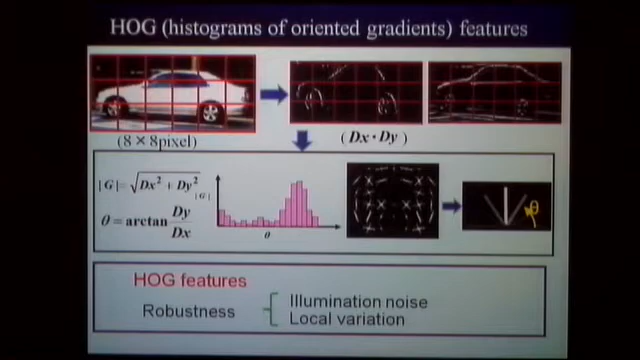 HOG (histograms of oriented gradients) features
(8 × 8pixel)
(Dx・Dy)
|G|=√Dx² + Dy²
θ = arctan Dy/Dx
|G|
θ
θ
HOG features
Robustness
Illumination noise
Local variation